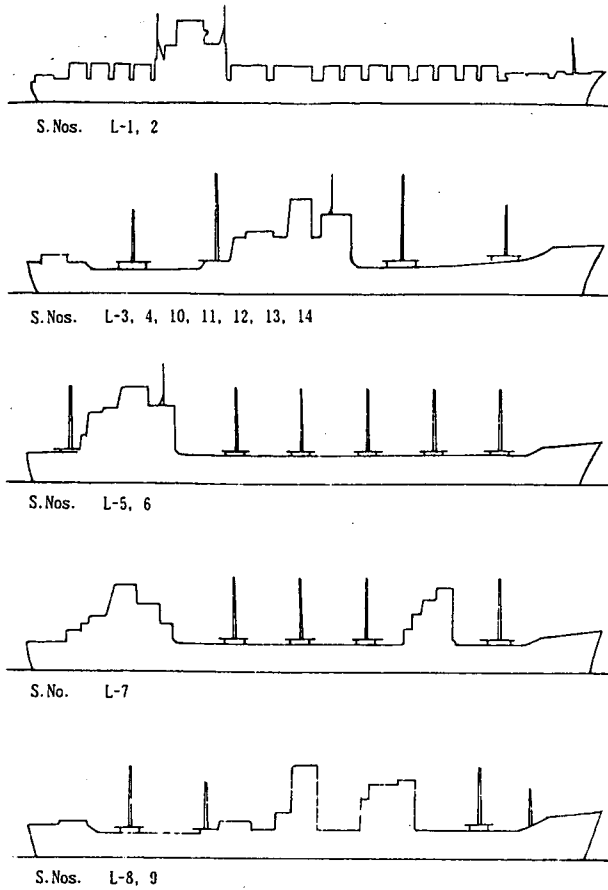 S.Nos. L-1, 2
S.Nos. L-3, 4, 10, 11, 12, 13, 14
S.Nos. L-5, 6
S.No. L-7
S.Nos. L-8, 9